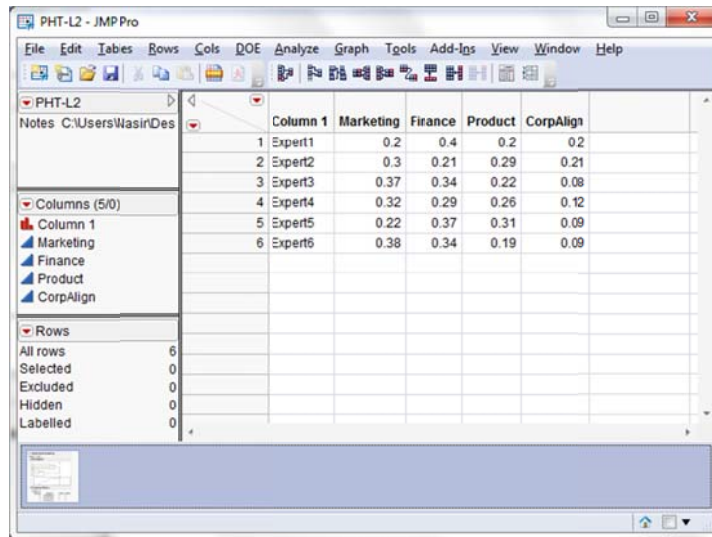 PHT-L2 - JMP Pro
File Edit Tables Rows Cols DOE Analyze Graph Tools Add-Ins View Window Help
PHT-L2
Notes C:\Users\Nasir\Des
Columns (5/0)
Column 1
Marketing
Finance
Product
CorpAlign
Rows
All rows 6
Selected 0
Excluded 0
Hidden 0
Labelled 0
Column 1 Marketing Finance Product CorpAlign
1 Expert1 0.2 0.4 0.2 0.2
2 Expert2 0.3 0.21 0.29 0.21
3 Expert3 0.37 0.34 0.22 0.08
4 Expert4 0.32 0.29 0.26 0.12
5 Expert5 0.22 0.37 0.31 0.09
6 Expert6 0.38 0.34 0.19 0.09